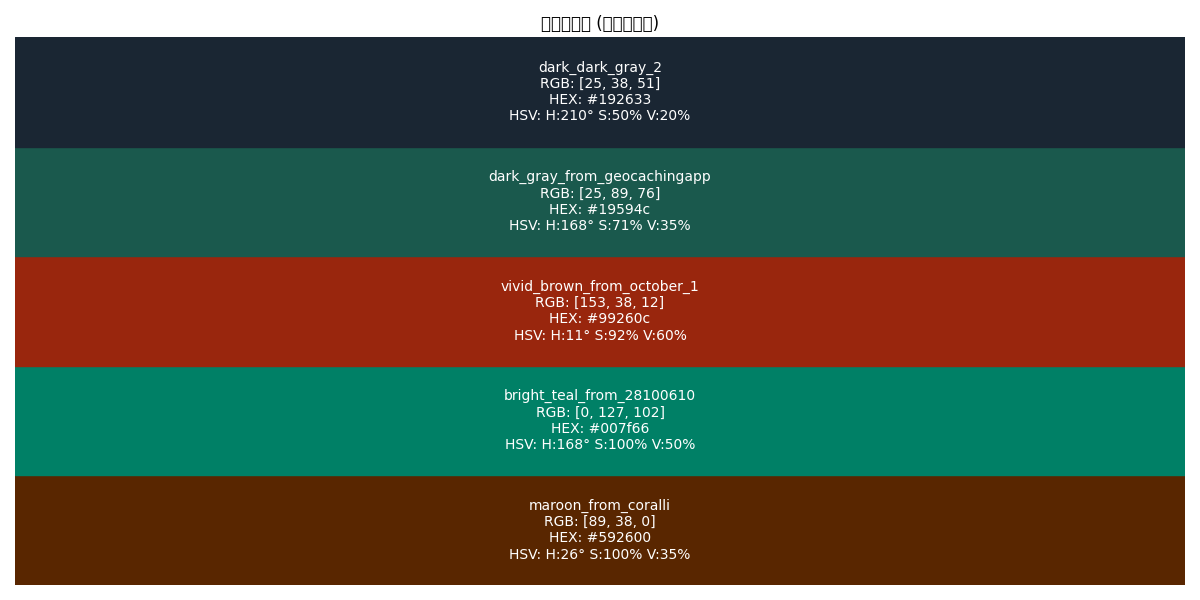 dark_dark_gray_2
RGB: [25, 38, 51]
HEX: #192633
HSV: H:210° S:50% V:20%
dark_gray_from_geocachingapp
RGB: [25, 89, 76]
HEX: #19594c
HSV: H:168° S:71% V:35%
vivid_brown_from_october_1
RGB: [153, 38, 12]
HEX: #99260c
HSV: H:11° S:92% V:60%
bright_teal_from_28100610
RGB: [0, 127, 102]
HEX: #007f66
HSV: H:168° S:100% V:50%
maroon_from_coralli
RGB: [89, 38, 0]
HEX: #592600
HSV: H:26° S:100% V:35%